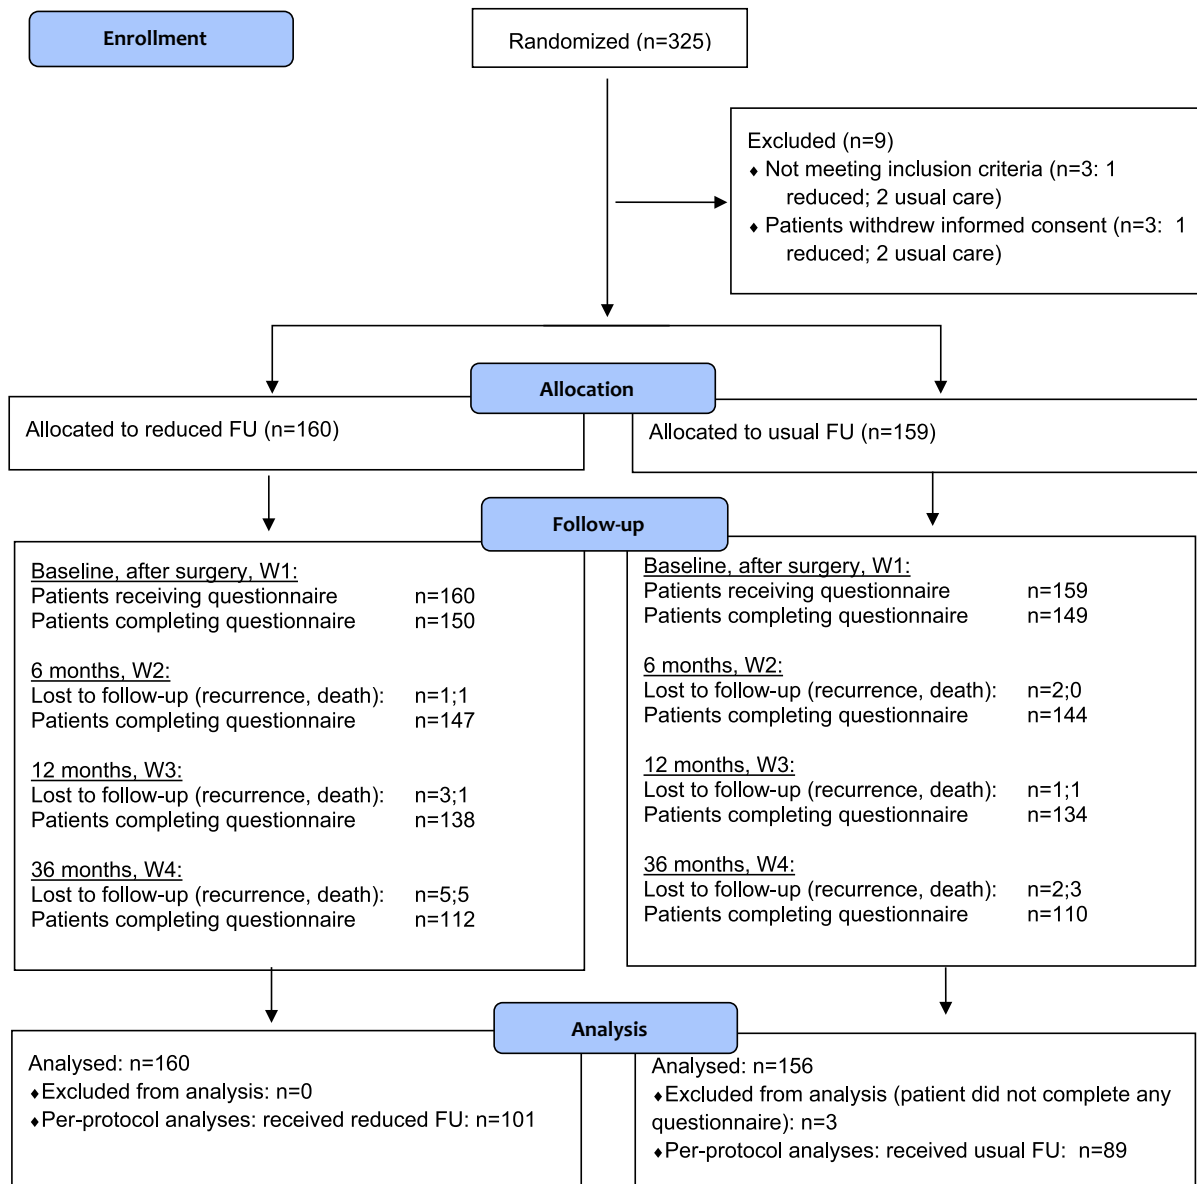 Enrollment
Randomized (n=325)
Excluded (n=9)
♦ Not meeting inclusion criteria (n=3: 1
reduced; 2 usual care)
♦ Patients withdrew informed consent (n=3: 1
reduced; 2 usual care)
Allocation
Allocated to reduced FU (n=160)
Allocated to usual FU (n=159)
Follow-up
Baseline, after surgery, W1:
Patients receiving questionnaire n=160
Patients completing questionnaire n=150
6 months, W2:
Lost to follow-up (recurrence, death): n=1;1
Patients completing questionnaire n=147
12 months, W3:
Lost to follow-up (recurrence, death): n=3;1
Patients completing questionnaire n=138
36 months, W4:
Lost to follow-up (recurrence, death): n=5;5
Patients completing questionnaire n=112
Baseline, after surgery, W1:
Patients receiving questionnaire n=159
Patients completing questionnaire n=149
6 months, W2:
Lost to follow-up (recurrence, death): n=2;0
Patients completing questionnaire n=144
12 months, W3:
Lost to follow-up (recurrence, death): n=1;1
Patients completing questionnaire n=134
36 months, W4:
Lost to follow-up (recurrence, death): n=2;3
Patients completing questionnaire n=110
Analysis
Analysed: n=160
♦Excluded from analysis: n=0
♦Per-protocol analyses: received reduced FU: n=101
Analysed: n=156
♦Excluded from analysis (patient did not complete any
questionnaire): n=3
♦Per-protocol analyses: received usual FU: n=89